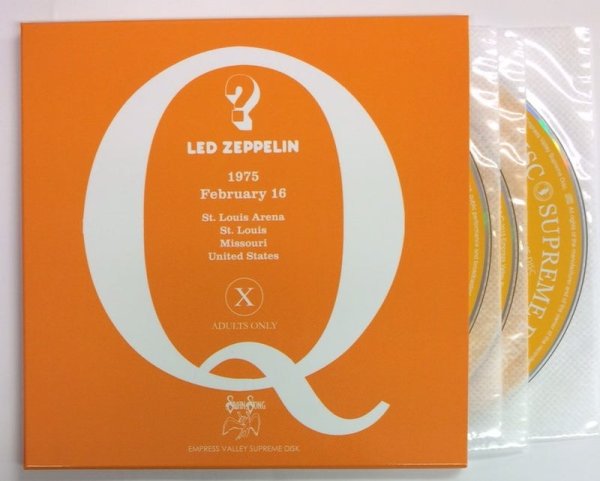 Q
?
LED ZEPPELIN
1975
February 16
St. Louis Arena
St. Louis
Missouri
United States
X
ADULTS ONLY
SWAN SONG
EMPRESS VALLEY SUPREME DISK
SUPREME